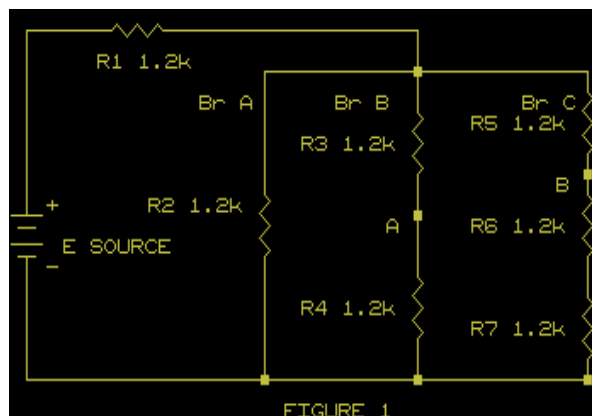 R1 1.2k
Br A
Br B
Br C
R5 1.2k
R3 1.2k
B
+
R2 1.2k
A
R6 1.2k
E SOURCE
-
R4 1.2k
R7 1.2k
FIGURE 1